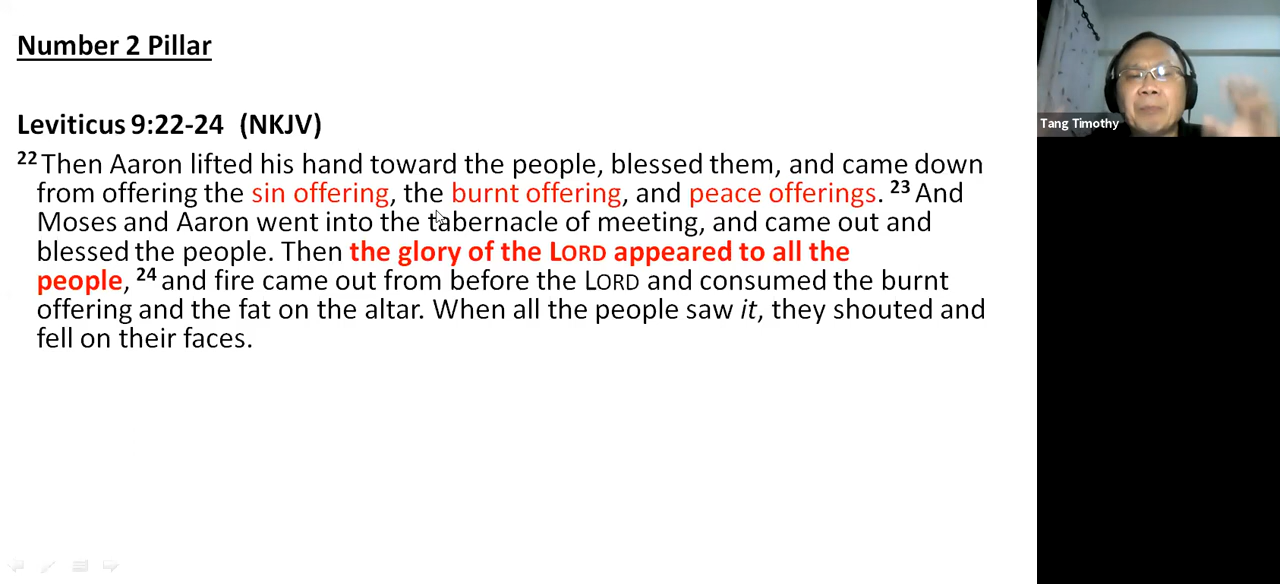 Number 2 Pillar
Leviticus 9:22-24 (NKJV)
22 Then Aaron lifted his hand toward the people, blessed them, and came down
from offering the sin offering, the burnt offering, and peace offerings. 23 And
Moses and Aaron went into the tabernacle of meeting, and came out and
blessed the people. Then the glory of the LORD appeared to all the
people, 24 and fire came out from before the LORD and consumed the burnt
offering and the fat on the altar. When all the people saw it, they shouted and
fell on their faces.
Tang Timothy